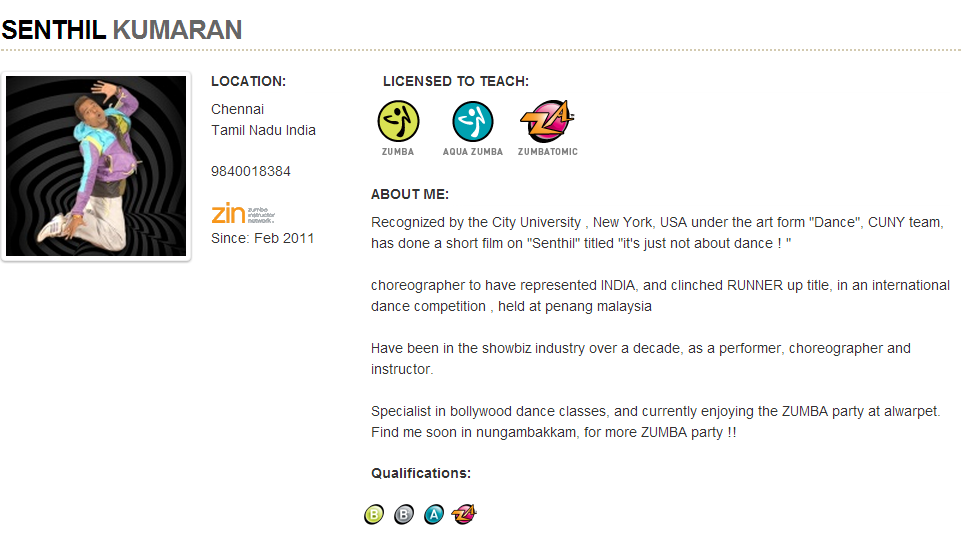 SENTHIL KUMARAN
LOCATION:
Chennai
Tamil Nadu India
9840018384
zin zumba instructor network™
Since: Feb 2011
LICENSED TO TEACH:
ZUMBA
AQUA ZUMBA
ZA
ZUMBATOMIC
ABOUT ME:
Recognized by the City University , New York, USA under the art form "Dance", CUNY team,
has done a short film on "Senthil" titled "it's just not about dance ! "
choreographer to have represented INDIA, and clinched RUNNER up title, in an international
dance competition , held at penang malaysia
Have been in the showbiz industry over a decade, as a performer, choreographer and
instructor.
Specialist in bollywood dance classes, and currently enjoying the ZUMBA party at alwarpet.
Find me soon in nungambakkam, for more ZUMBA party !!
Qualifications:
B B A ZA